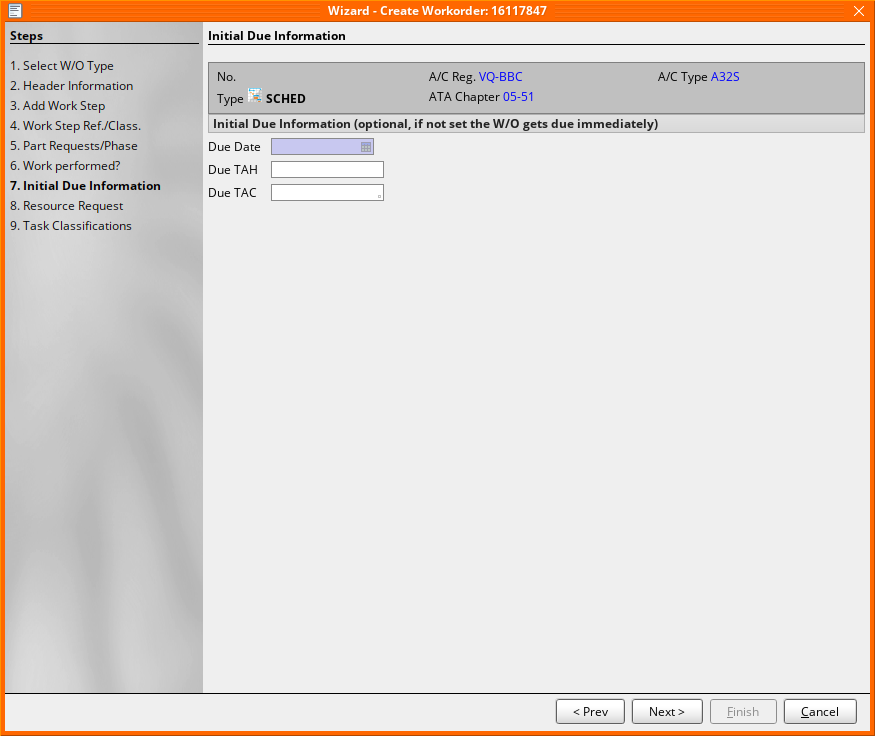 Wizard - Create Workorder: 16117847
Steps
1. Select W/O Type
2. Header Information
3. Add Work Step
4. Work Step Ref./Class.
5. Part Requests/Phase
6. Work performed?
7. Initial Due Information
8. Resource Request
9. Task Classifications
Initial Due Information
No. A/C Reg. VQ-BBC A/C Type A32S
Type SCHED ATA Chapter 05-51
Initial Due Information (optional, if not set the W/O gets due immediately)
Due Date
Due TAH
Due TAC
< Prev Next > Finish Cancel